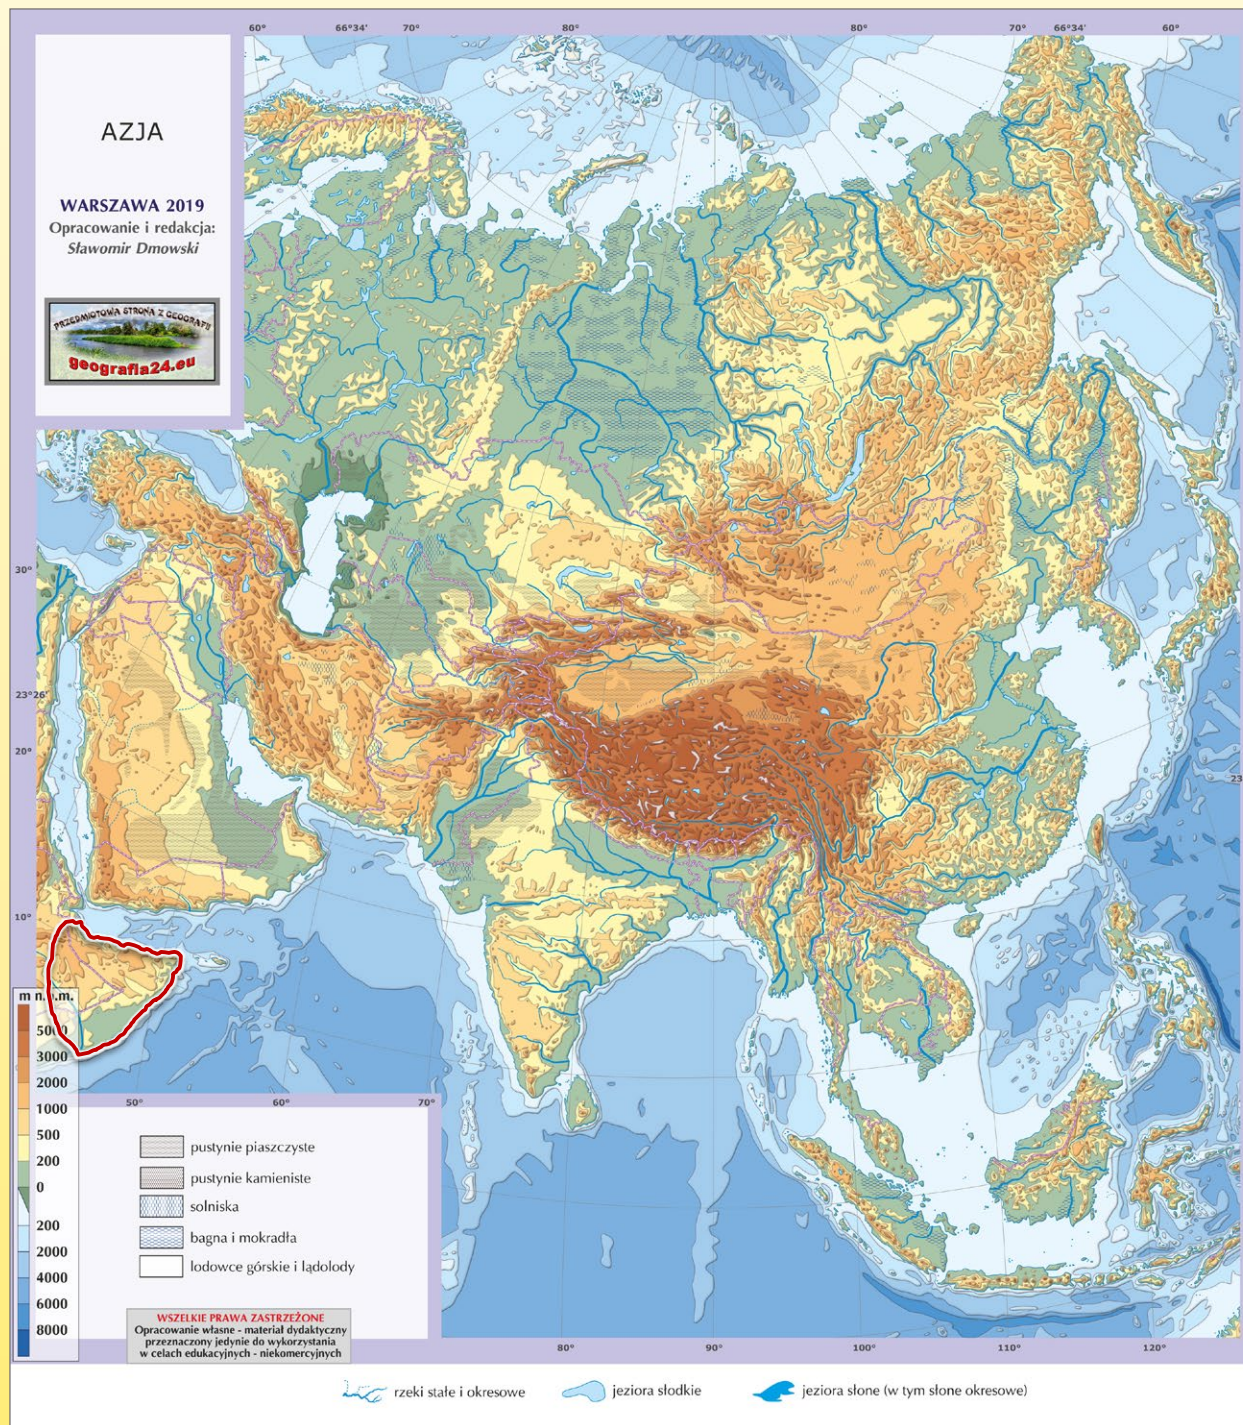 60°
66°34'
70°
80°
80°
70°
66°34'
60°
AZJA
WARSZAWA 2019
Opracowanie i redakcja:
Sławomir Dmowski
PRZEDMIOTOWA STRONA Z GEOGRAFII
geografia24.eu
30°
23°26'
20°
10°
23
m n.p.m.
5000
3000
2000
1000
500
200
0
200
2000
4000
6000
8000
50°
60°
70°
pustynie piaszczyste
pustynie kamieniste
solniska
bagna i mokradła
lodowce górskie i lądolody
WSZELKIE PRAWA ZASTRZEŻONE
Opracowanie własne - materiał dydaktyczny
przeznaczony jedynie do wykorzystania
w celach edukacyjnych - niekomercyjnych
80°
90°
100°
110°
120°
rzeki stałe i okresowe
jeziora słodkie
jeziora słone (w tym słone okresowe)